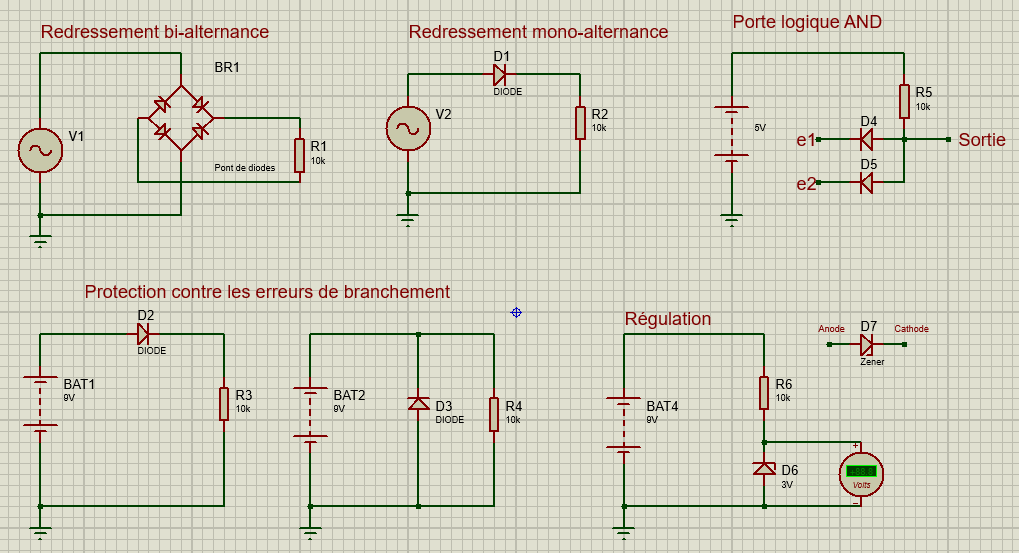 Redressement bi-alternance
BR1
V1
R1
10k
Pont de diodes
Redressement mono-alternance
D1
DIODE
V2
R2
10k
Porte logique AND
5V
R5
10k
D4
e1
Sortie
D5
e2
Protection contre les erreurs de branchement
D2
DIODE
BAT1
9V
R3
10k
BAT2
9V
D3
DIODE
R4
10k
Régulation
BAT4
9V
R6
10k
D6
3V
+
Volts
-
Anode
D7
Cathode
Zener